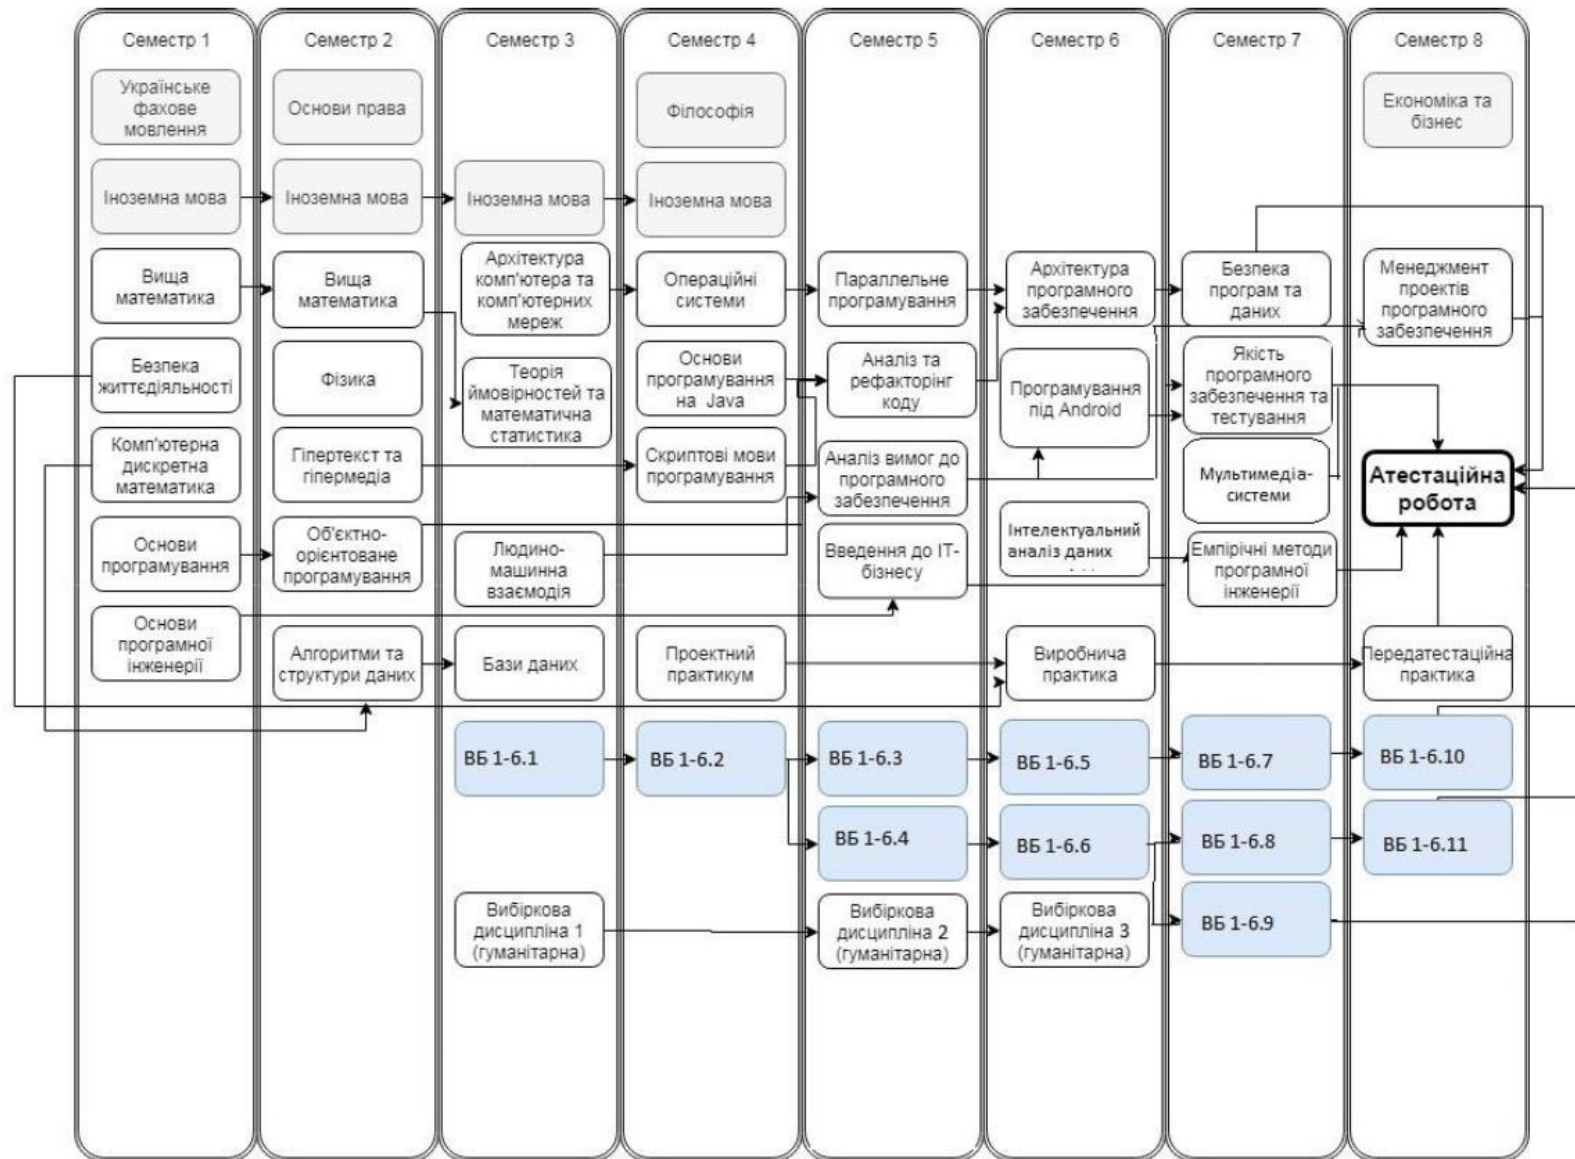 Семестр 1
Українське
фахове
мовлення
Іноземна мова
Вища
математика
Безпека
життєдіяльності
Комп'ютерна
дискретна
математика
Основи
програмування
Основи
програмної
інженерії
Семестр 2
Основи права
Іноземна мова
Вища
математика
Фізика
Гіпертекст та
гіпермедіа
Об'єктно-
орієнтоване
програмування
Алгоритми та
структури даних
Семестр 3
Іноземна мова
Архітектура
комп'ютера та
комп'ютерних
мереж
Теорія
ймовірностей та
математична
статистика
Людино-
машинна
взаємодія
Бази даних
ВБ 1-6.1
Вибіркова
дисципліна 1
(гуманітарна)
Семестр 4
Філософія
Іноземна мова
Операційні
системи
Основи
програмування
на Java
Скриптові мови
програмування
Проектний
практикум
ВБ 1-6.2
Семестр 5
Параллельне
програмування
Аналіз та
рефакторінг
коду
Аналіз вимог до
програмного
забезпечення
Введення до ІТ-
бізнесу
ВБ 1-6.3
ВБ 1-6.4
Вибіркова
дисципліна 2
(гуманітарна)
Семестр 6
Архітектура
програмного
забезпечення
Програмування
під Android
Інтелектуальний
аналіз даних
Виробнича
практика
ВБ 1-6.5
ВБ 1-6.6
Вибіркова
дисципліна 3
(гуманітарна)
Семестр 7
Безпека
програм та
даних
Якість
програмного
забезпечення та
тестування
Мультимедіа-
системи
Емпірічні методи
програмної
інженерії
ВБ 1-6.7
ВБ 1-6.8
ВБ 1-6.9
Семестр 8
Економіка та
бізнес
Менеджмент
проектів
програмного
забезпечення
Атестаційна
робота
Передатестаційна
практика
ВБ 1-6.10
ВБ 1-6.11